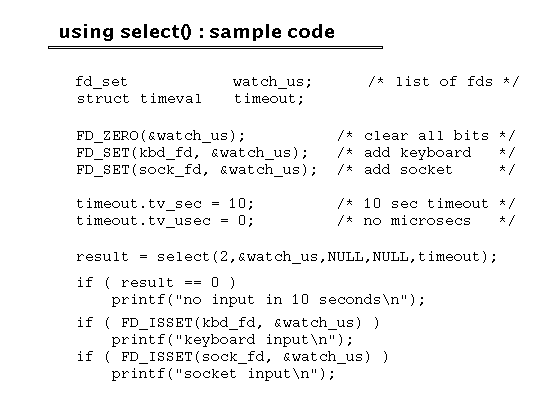 using select() : sample code
fd_set watch_us; /* list of fds */
struct timeval timeout;
FD_ZERO(&watch_us); /* clear all bits */
FD_SET(kbd_fd, &watch_us); /* add keyboard */
FD_SET(sock_fd, &watch_us); /* add socket */
timeout.tv_sec = 10; /* 10 sec timeout */
timeout.tv_usec = 0; /* no microsecs */
result = select(2,&watch_us,NULL,NULL,timeout);
if ( result == 0 )
printf("no input in 10 seconds\n");
if ( FD_ISSET(kbd_fd, &watch_us) )
printf("keyboard input\n");
if ( FD_ISSET(sock_fd, &watch_us) )
printf("socket input\n");